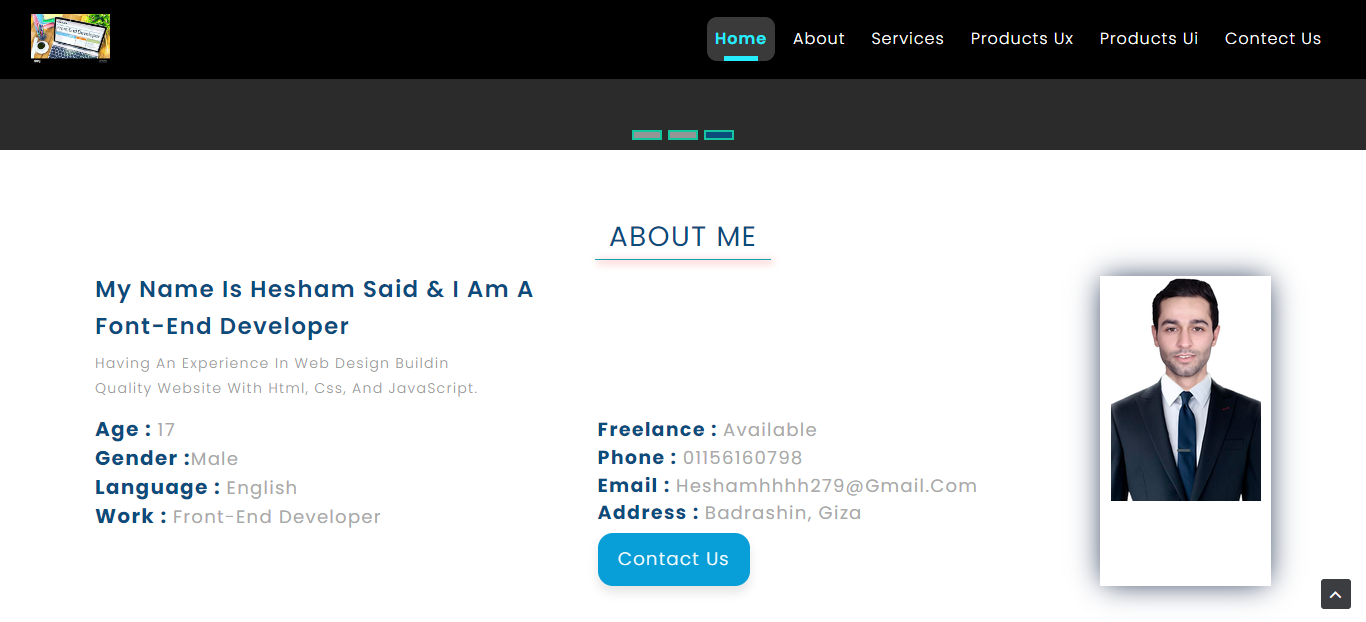 Front End Developer
Home About Services Products Ux Products Ui Contect Us
ABOUT ME
My Name Is Hesham Said & I Am A
Font-End Developer
Having An Experience In Web Design Buildin
Quality Website With Html, Css, And JavaScript.
Age : 17
Gender :Male
Language : English
Work : Front-End Developer
Freelance : Available
Phone : 01156160798
Email : Heshamhhhh279@Gmail.Com
Address : Badrashin, Giza
Contact Us